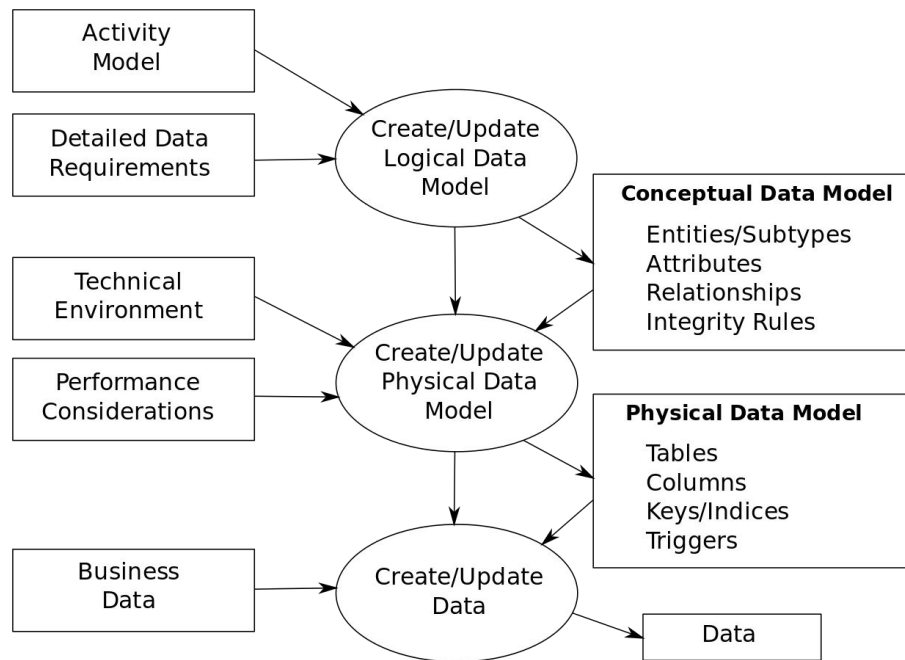 Activity
Model
Detailed Data
Requirements
Create/Update
Logical Data
Model
Conceptual Data Model
Entities/Subtypes
Attributes
Relationships
Integrity Rules
Technical
Environment
Performance
Considerations
Create/Update
Physical Data
Model
Physical Data Model
Tables
Columns
Keys/Indices
Triggers
Business
Data
Create/Update
Data
Data